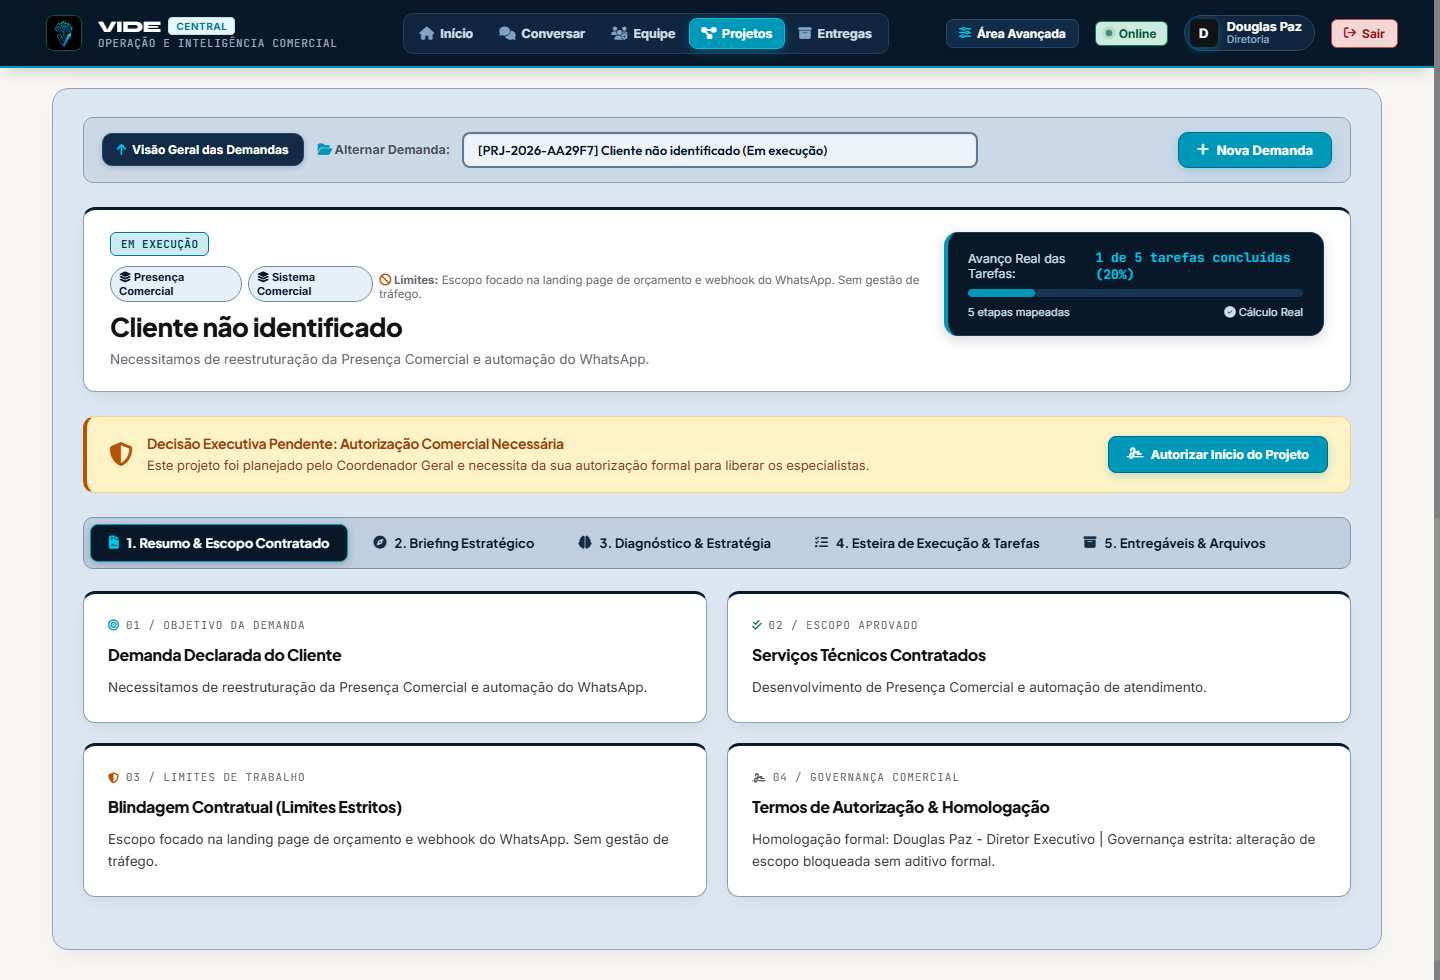 VIDE CENTRAL
OPERAÇÃO E INTELIGÊNCIA COMERCIAL
Início
Conversar
Equipe
Projetos
Entregas
Área Avançada
Online
D
Douglas Paz
Diretoria
Sair
Visão Geral das Demandas
Alternar Demanda:
[PRJ-2026-AA29F7] Cliente não identificado (Em execução)
Nova Demanda
EM EXECUÇÃO
Presença
Comercial
Sistema
Comercial
Limites: Escopo focado na landing page de orçamento e webhook do WhatsApp. Sem gestão de
tráfego.
Cliente não identificado
Necessitamos de reestruturação da Presença Comercial e automação do WhatsApp.
Avanço Real das
Tarefas:
1 de 5 tarefas concluídas
(20%)
5 etapas mapeadas
Cálculo Real
Decisão Executiva Pendente: Autorização Comercial Necessária
Este projeto foi planejado pelo Coordenador Geral e necessita da sua autorização formal para liberar os especialistas.
Autorizar Início do Projeto
1. Resumo & Escopo Contratado
2. Briefing Estratégico
3. Diagnóstico & Estratégia
4. Esteira de Execução & Tarefas
5. Entregáveis & Arquivos
01 / OBJETIVO DA DEMANDA
Demanda Declarada do Cliente
Necessitamos de reestruturação da Presença Comercial e automação do WhatsApp.
02 / ESCOPO APROVADO
Serviços Técnicos Contratados
Desenvolvimento de Presença Comercial e automação de atendimento.
03 / LIMITES DE TRABALHO
Blindagem Contratual (Limites Estritos)
Escopo focado na landing page de orçamento e webhook do WhatsApp. Sem gestão de
tráfego.
04 / GOVERNANÇA COMERCIAL
Termos de Autorização & Homologação
Homologação formal: Douglas Paz - Diretor Executivo | Governança estrita: alteração de
escopo bloqueada sem aditivo formal.